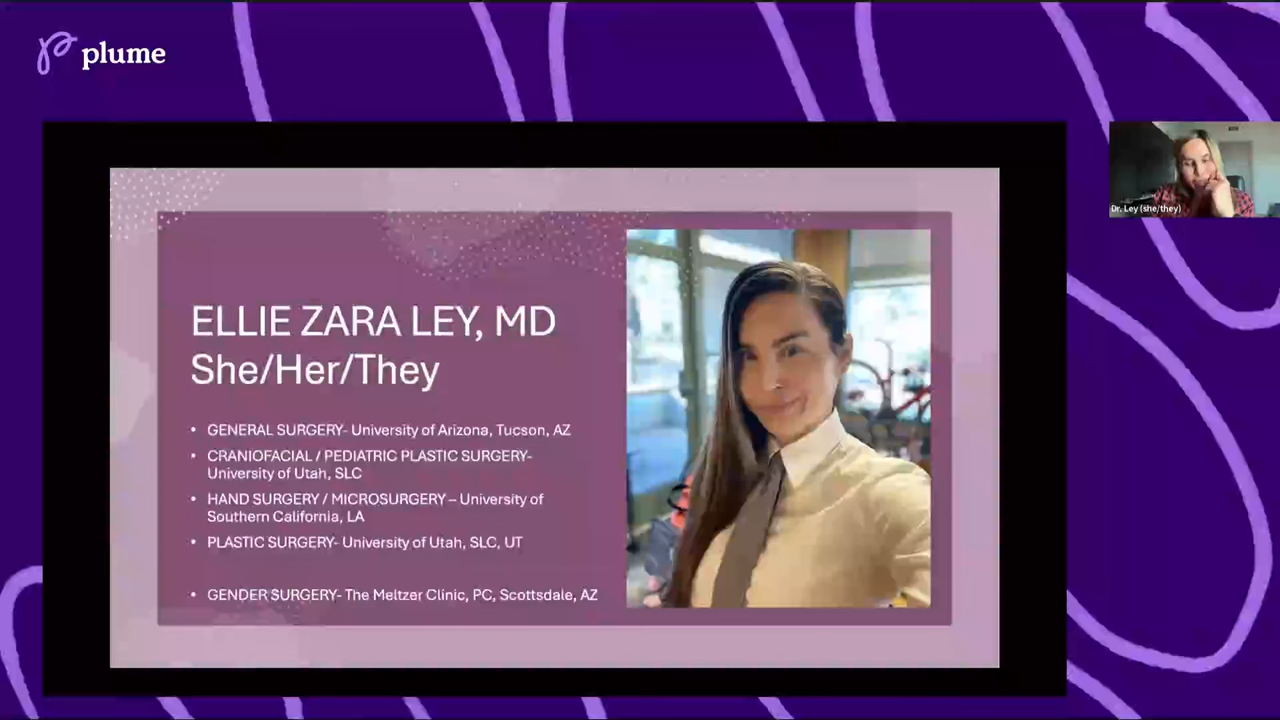 plume
ELLIE ZARA LEY, MD
She/Her/They
• GENERAL SURGERY- University of Arizona, Tucson, AZ
• CRANIOFACIAL / PEDIATRIC PLASTIC SURGERY-
University of Utah, SLC
• HAND SURGERY / MICROSURGERY – University of
Southern California, LA
• PLASTIC SURGERY- University of Utah, SLC, UT
• GENDER SURGERY- The Meltzer Clinic, PC, Scottsdale, AZ
Dr. Ley (she/they)